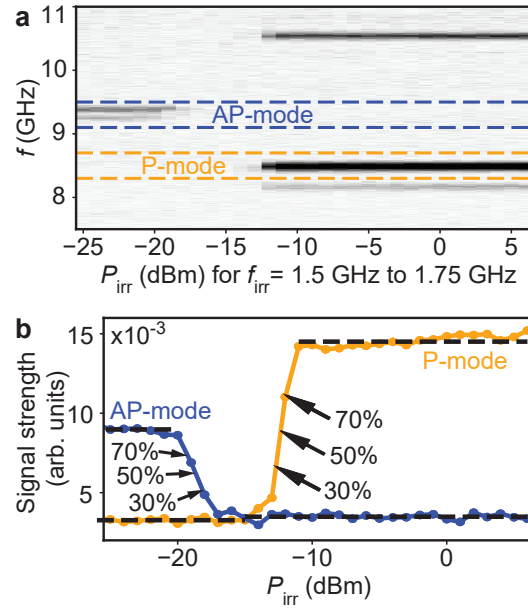 a
11
10
9
8
f (GHz)
AP-mode
P-mode
-25 -20 -15 -10 -5 0 5
P_irr (dBm) for f_irr= 1.5 GHz to 1.75 GHz
b
x10^-3
15
10
5
Signal strength
(arb. units)
AP-mode
P-mode
70%
50%
30%
70%
50%
30%
-20 -10 0
P_irr (dBm)